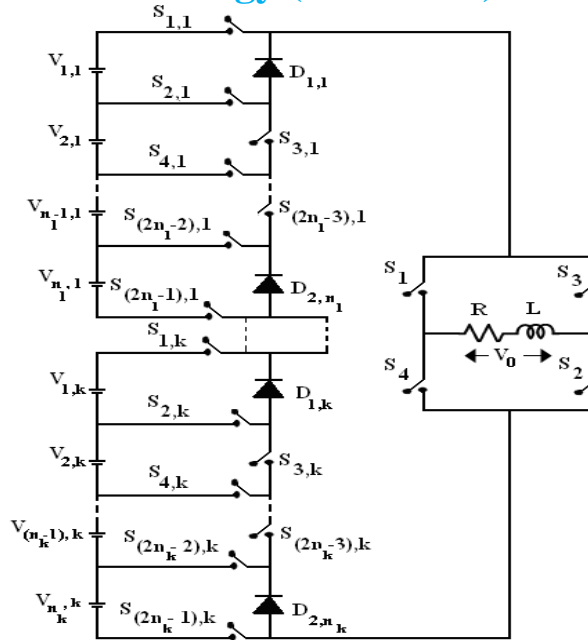 S1,1
V1,1
D1,1
S2,1
V2,1
S3,1
S4,1
Vn1-1,1
S(2n1-2),1
S(2n1-3),1
Vn1,1
S(2n1-1),1
D2,n1
S1,k
V1,k
D1,k
S2,k
V2,k
S3,k
S4,k
V(nk-1),k
S(2nk-2),k
S(2nk-3),k
Vnk,k
S(2nk-1),k
D2,nk
S1
S3
R
L
V0
S4
S2